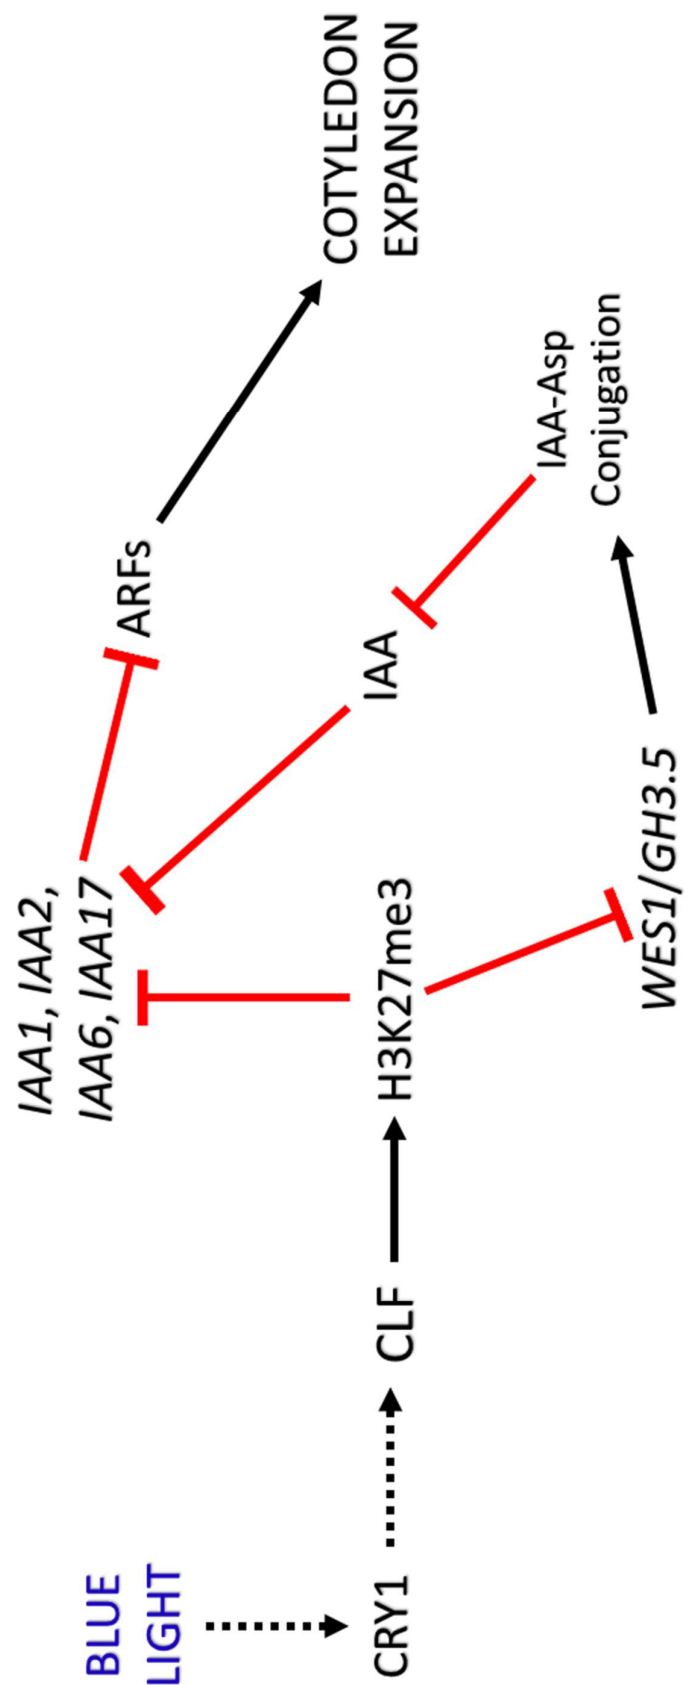 BLUE
LIGHT
CRY1
CLF
H3K27me3
IAA1, IAA2,
IAA6, IAA17
WES1/GH3.5
IAA
ARFs
IAA-Asp
Conjugation
COTYLEDON
EXPANSION